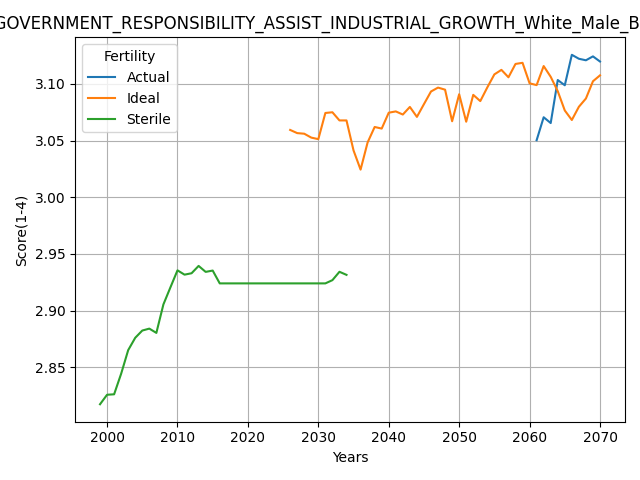 GOVERNMENT_RESPONSIBILITY_ASSIST_INDUSTRIAL_GROWTH_White_Male_B
Fertility
Actual
Ideal
Sterile
3.10
3.05
3.00
2.95
2.90
2.85
Score(1-4)
2000 2010 2020 2030 2040 2050 2060 2070
Years